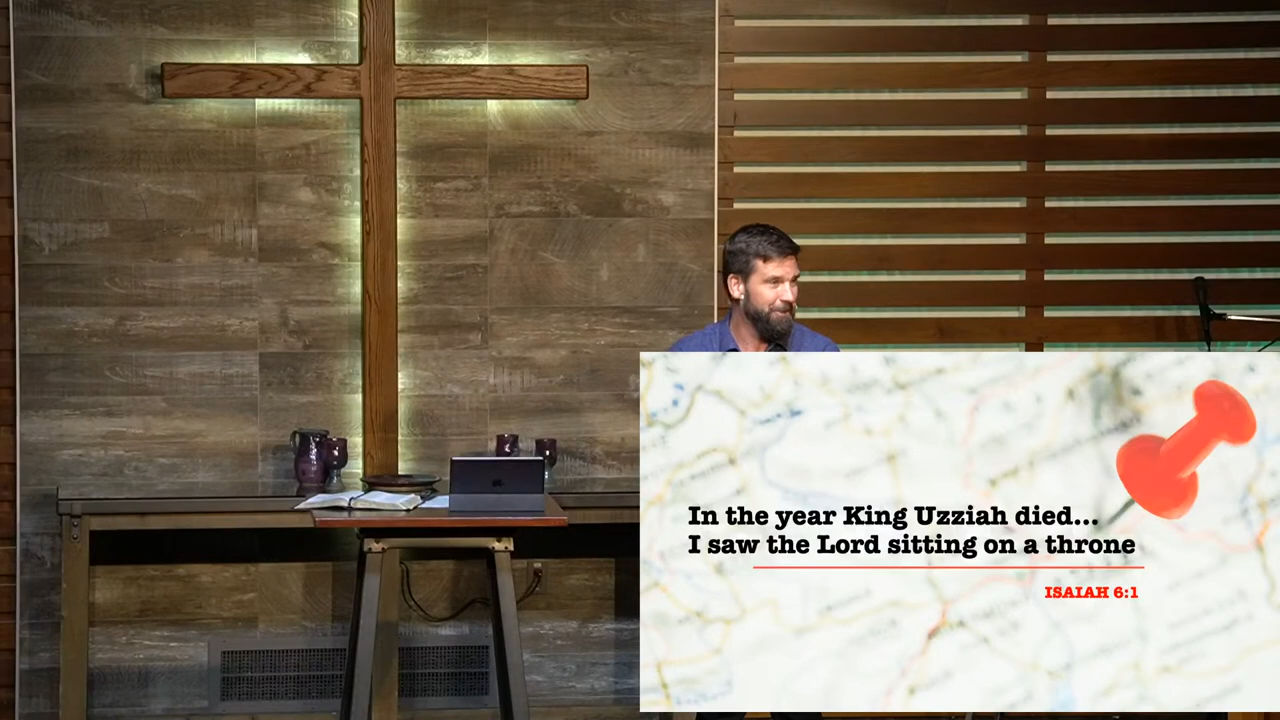 In the year King Uzziah died...
I saw the Lord sitting on a throne
ISAIAH 6:1